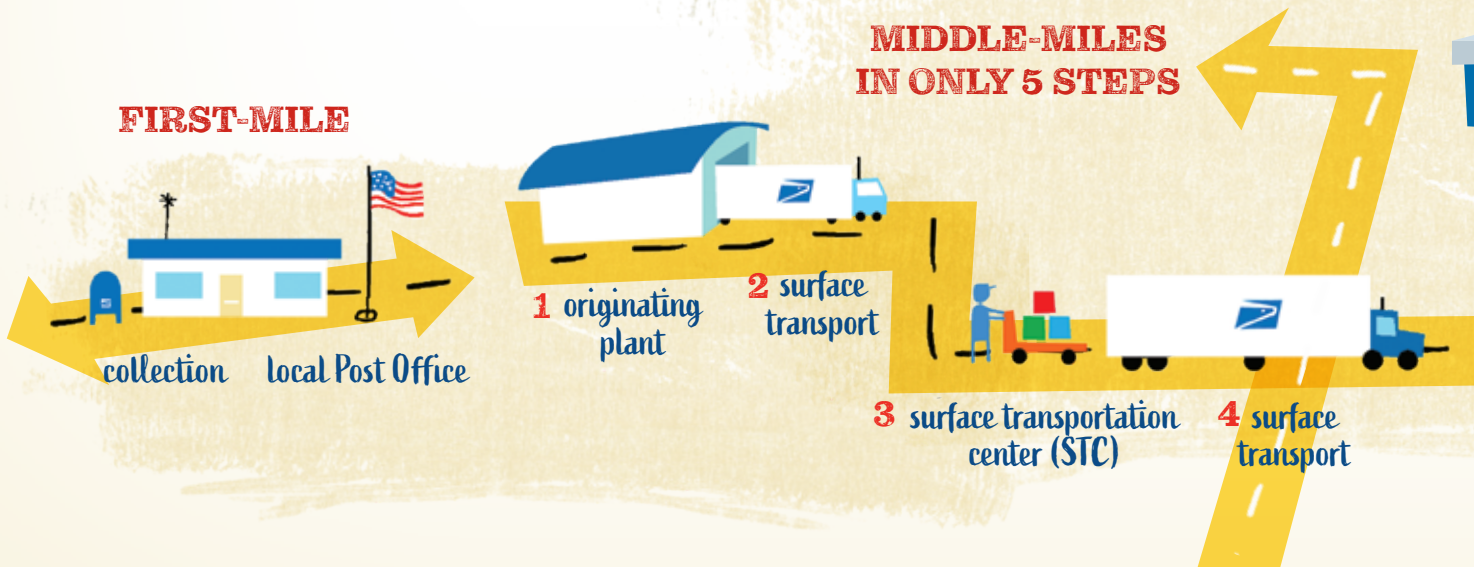 FIRST-MILE
collection
local Post Office
MIDDLE-MILES
IN ONLY 5 STEPS
1 originating
plant
2 surface
transport
3 surface transportation
center (STC)
4 surface
transport